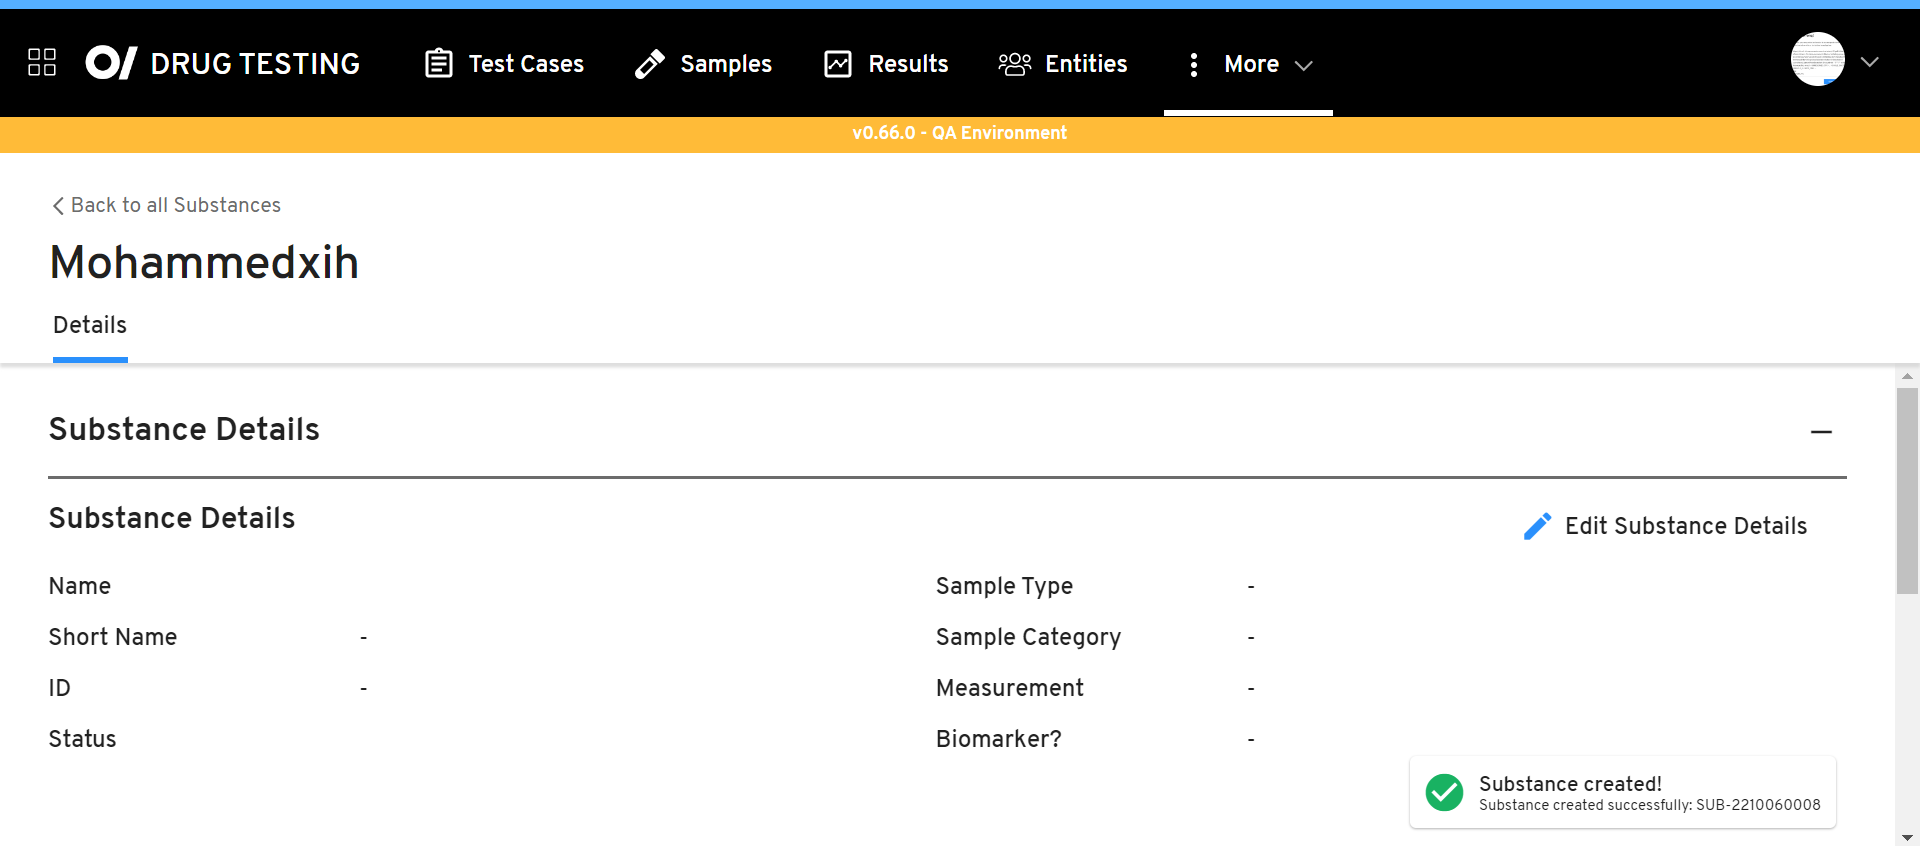 DRUG TESTING
Test Cases
Samples
Results
Entities
More
v0.66.0 - QA Environment
Back to all Substances
Mohammedxih
Details
Substance Details
Substance Details
Edit Substance Details
Name
Sample Type -
Short Name -
Sample Category -
ID -
Measurement -
Status
Biomarker? -
Substance created!
Substance created successfully: SUB-2210060008